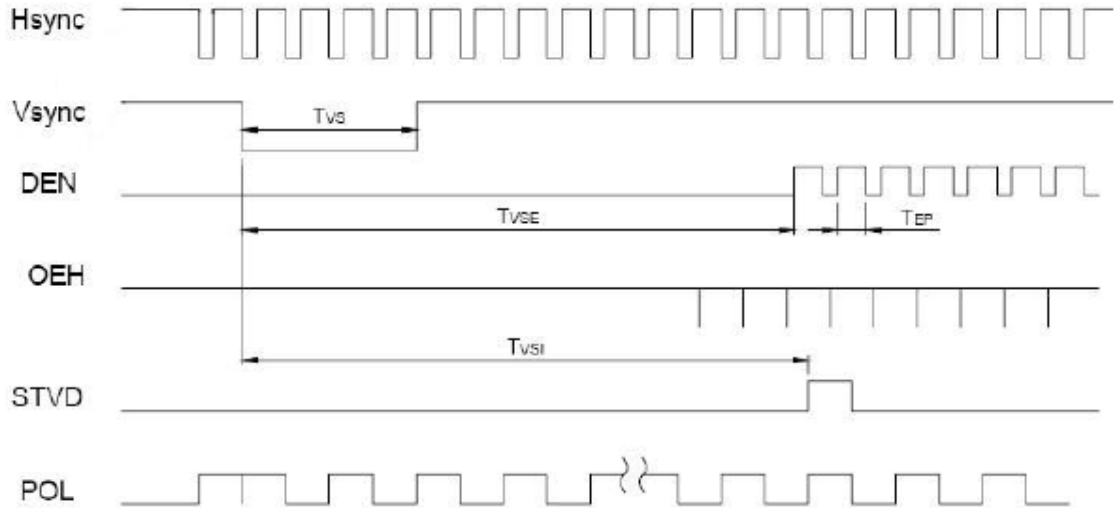 Hsync
Vsync
TVS
DEN
TVSE
TEP
OEH
TVSI
STVD
POL